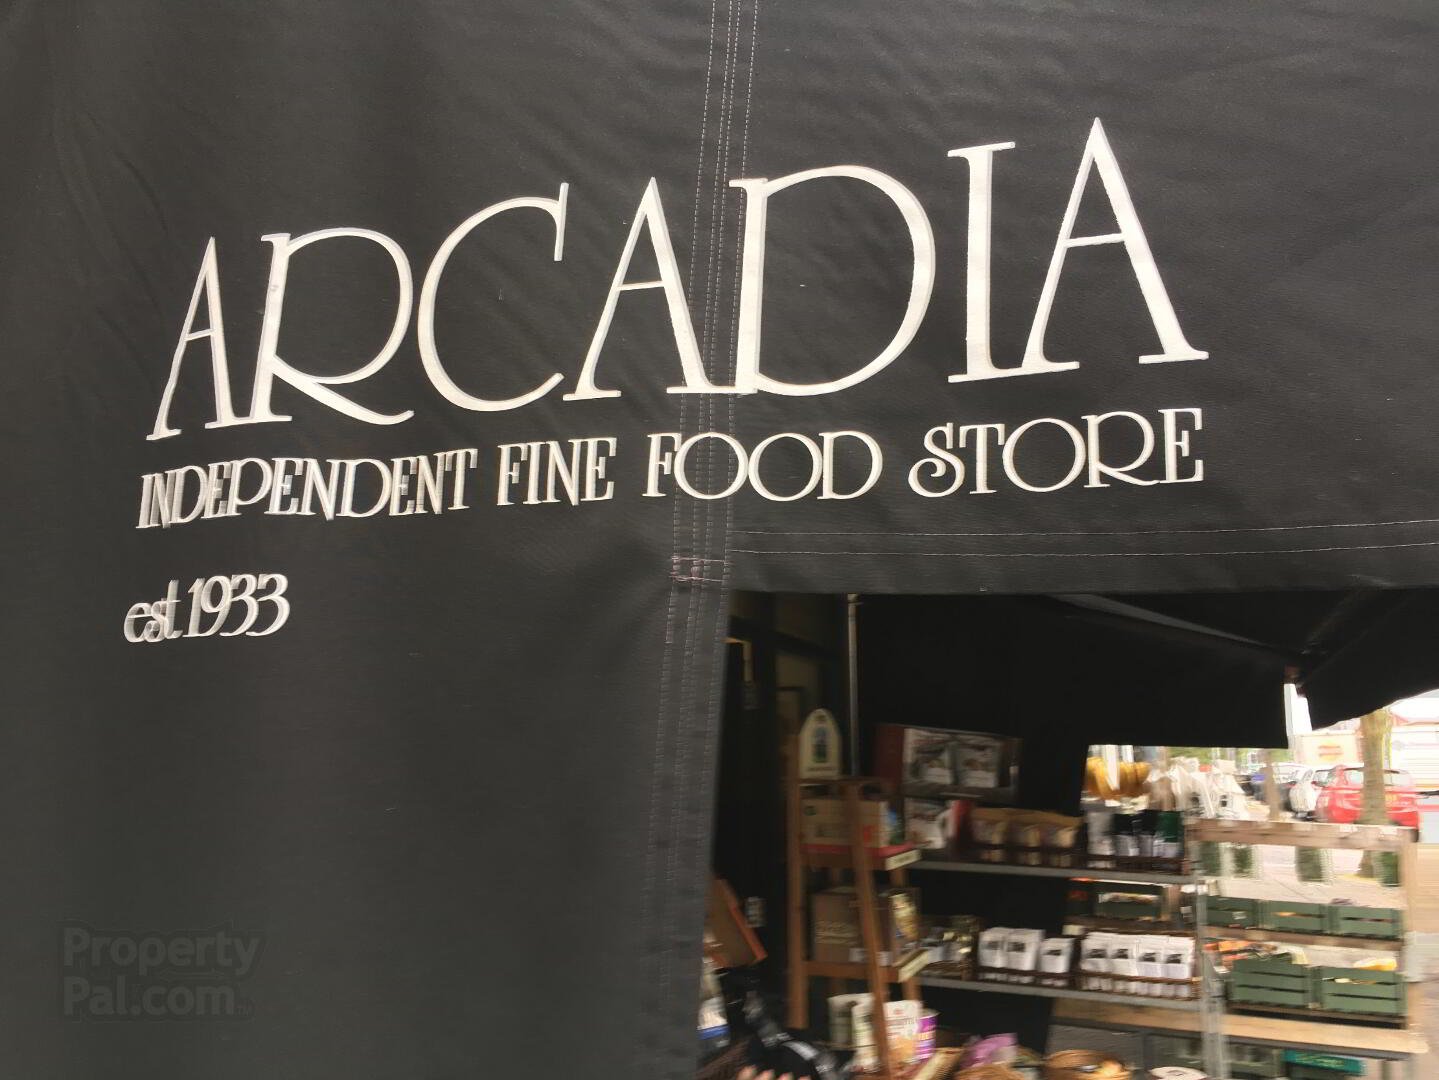 ARCADIA
INDEPENDENT FINE FOOD STORE
est.1933
Property
Pal.com